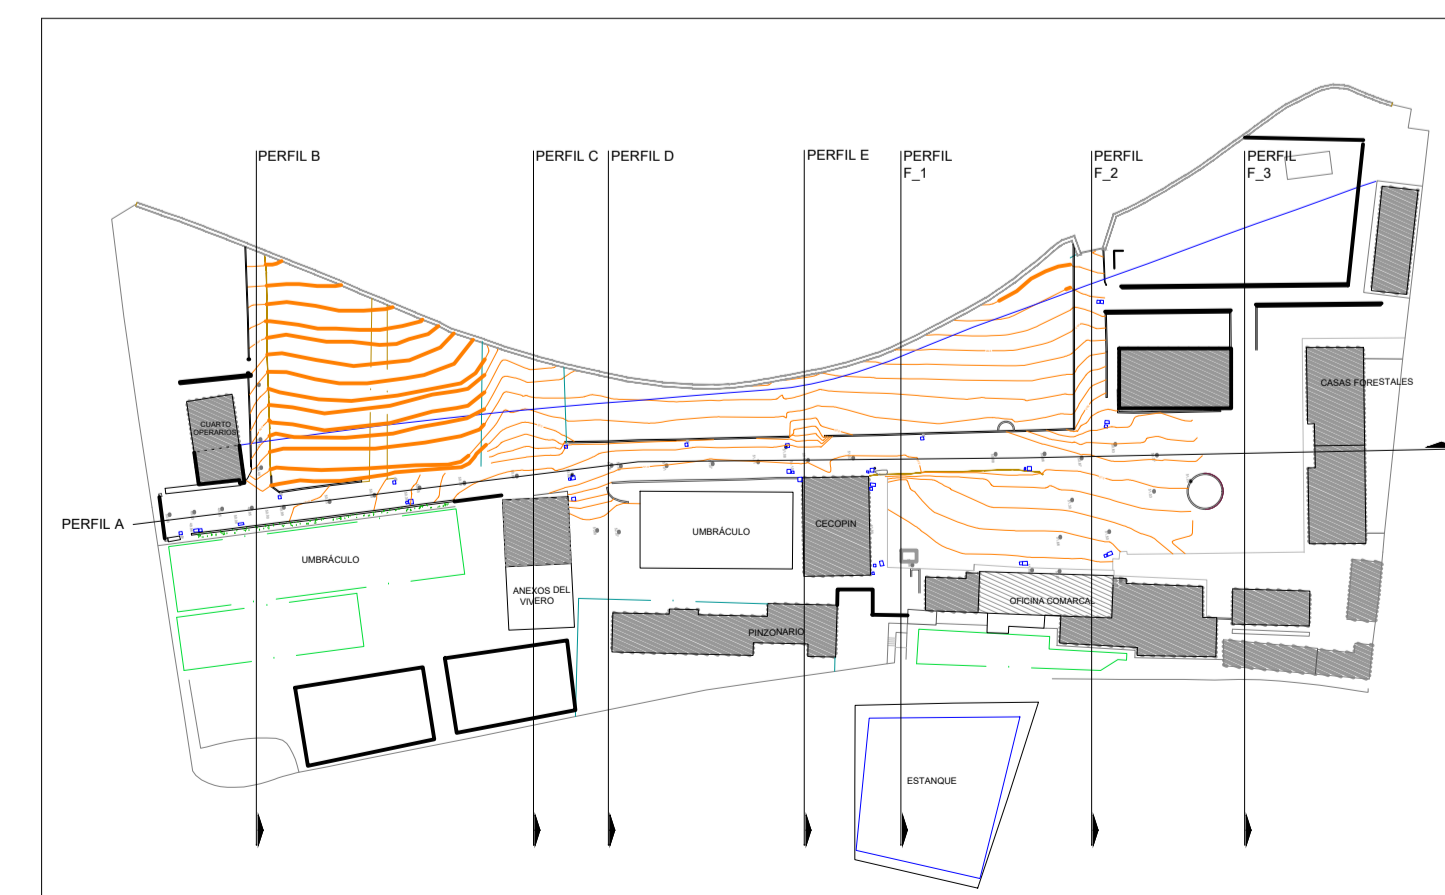 PERFIL B
PERFIL C
PERFIL D
PERFIL E
PERFIL
F_1
PERFIL
F_2
PERFIL
F_3
CASAS FORESTALES
CUARTO
OPERARIOS
PERFIL A
UMBRÁCULO
UMBRÁCULO
CECOPIN
ANEXOS DEL
VIVERO
OFICINA COMARCAL
PINZONARIO
ESTANQUE